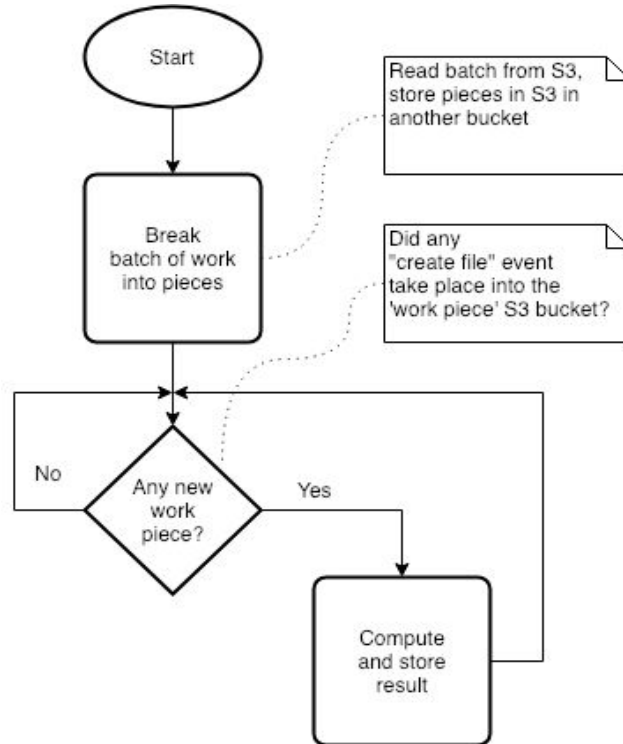 Start
Read batch from S3,
store pieces in S3 in
another bucket
Break
batch of work
into pieces
Did any
"create file" event
take place into the
'work piece' S3 bucket?
No
Any new
work
piece?
Yes
Compute
and store
result